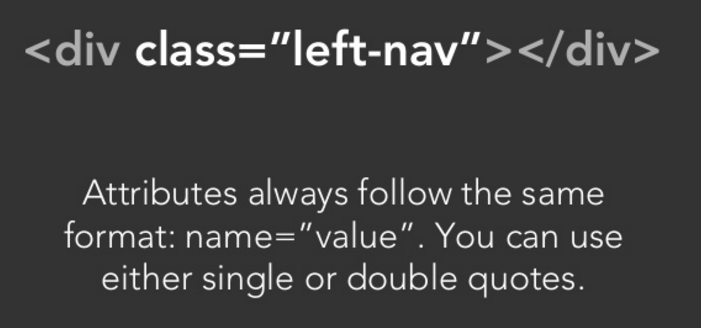 <div class=”left-nav”></div>
Attributes always follow the same
format: name=”value”. You can use
either single or double quotes.